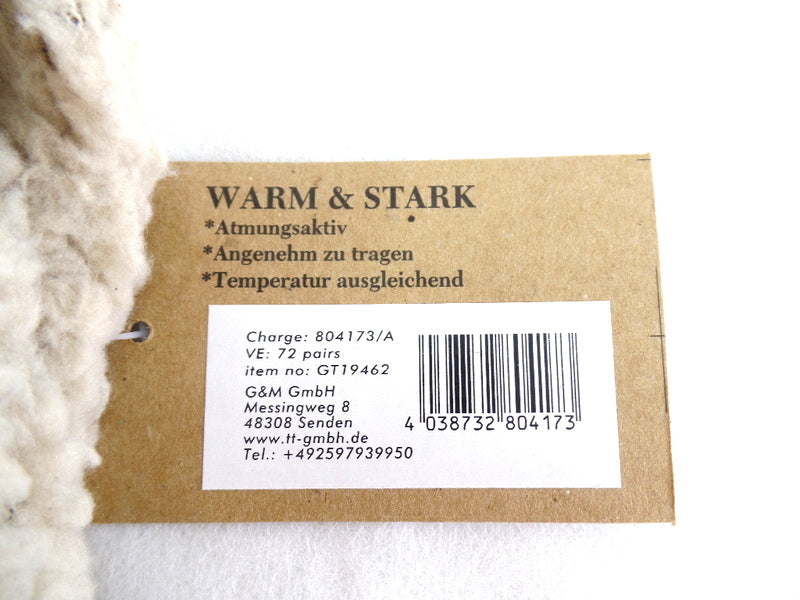 WARM & STARK
*Atmungsaktiv
*Angenehm zu tragen
*Temperatur ausgleichend
Charge: 804173/A
VE: 72 pairs
item no: GT19462
G&M GmbH
Messingweg 8
48308 Senden
www.tt-gmbh.de
Tel.: +492597939950
4 038732 804173